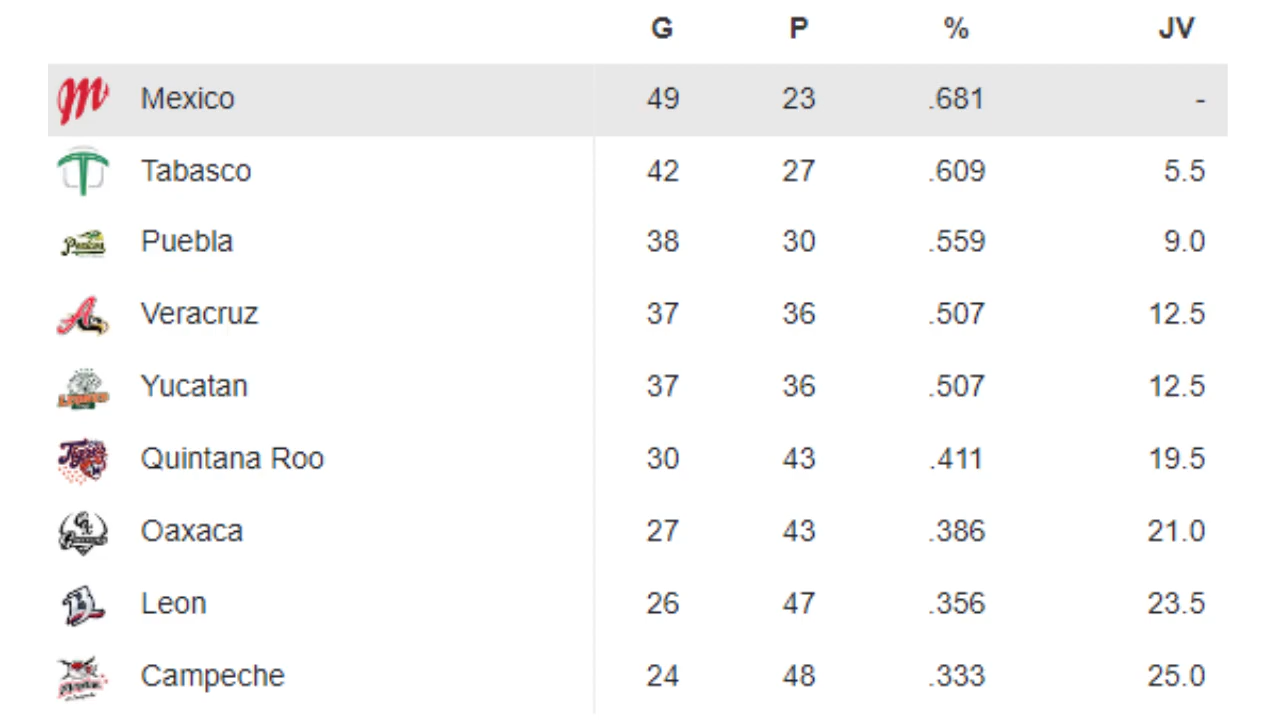 G P % JV
Mexico 49 23 .681 -
Tabasco 42 27 .609 5.5
Puebla 38 30 .559 9.0
Veracruz 37 36 .507 12.5
Yucatan 37 36 .507 12.5
Quintana Roo 30 43 .411 19.5
Oaxaca 27 43 .386 21.0
Leon 26 47 .356 23.5
Campeche 24 48 .333 25.0